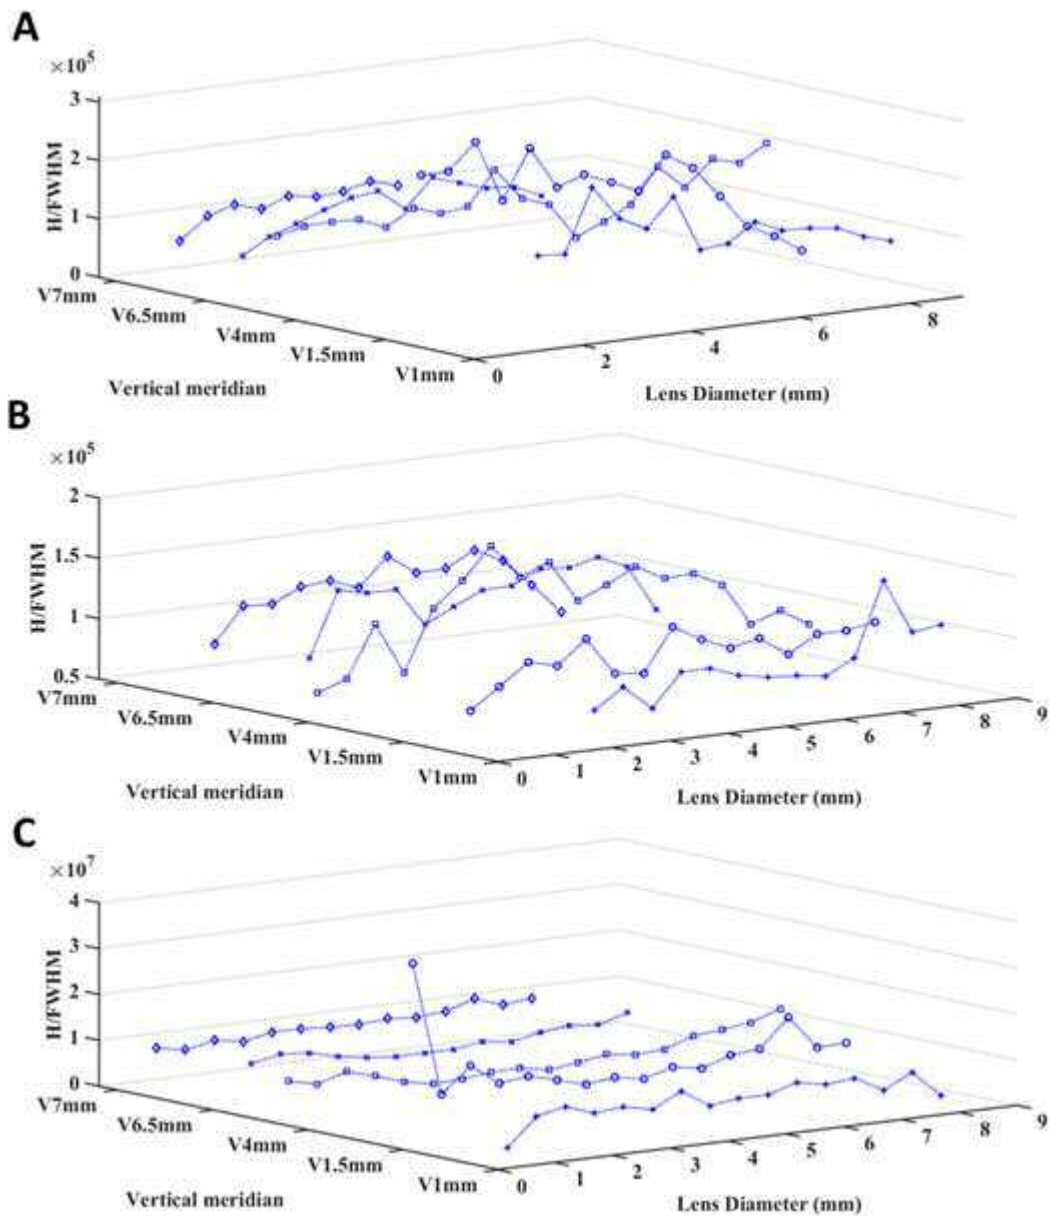 A
×10^5
3
2
1
0
H/FWHM
V7mm
V6.5mm
V4mm
V1.5mm
V1mm
Vertical meridian
0
2
4
6
8
Lens Diameter (mm)
B
×10^5
2
1.5
1
0.5
H/FWHM
V7mm
V6.5mm
V4mm
V1.5mm
V1mm
Vertical meridian
0
1
2
3
4
5
6
7
8
9
Lens Diameter (mm)
C
×10^7
4
3
2
1
0
H/FWHM
V7mm
V6.5mm
V4mm
V1.5mm
V1mm
Vertical meridian
0
1
2
3
4
5
6
7
8
9
Lens Diameter (mm)